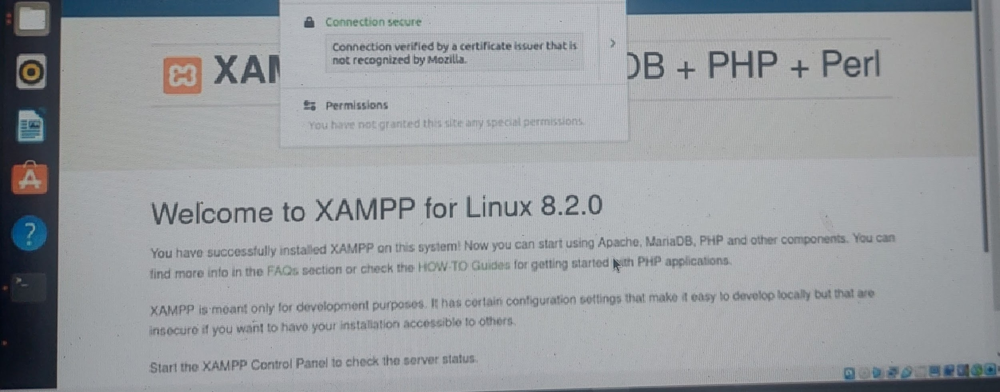 Connection secure
Connection verified by a certificate issuer that is
not recognized by Mozilla.
XAM
DB + PHP + Perl
Permissions
You have not granted this site any special permissions.
Welcome to XAMPP for Linux 8.2.0
You have successfully installed XAMPP on this system! Now you can start using Apache, MariaDB, PHP and other components. You can
find more info in the FAQs section or check the HOW-TO Guides for getting started with PHP applications.
XAMPP is meant only for development purposes. It has certain configuration settings that make it easy to develop locally but that are
insecure if you want to have your installation accessible to others.
Start the XAMPP Control Panel to check the server status.